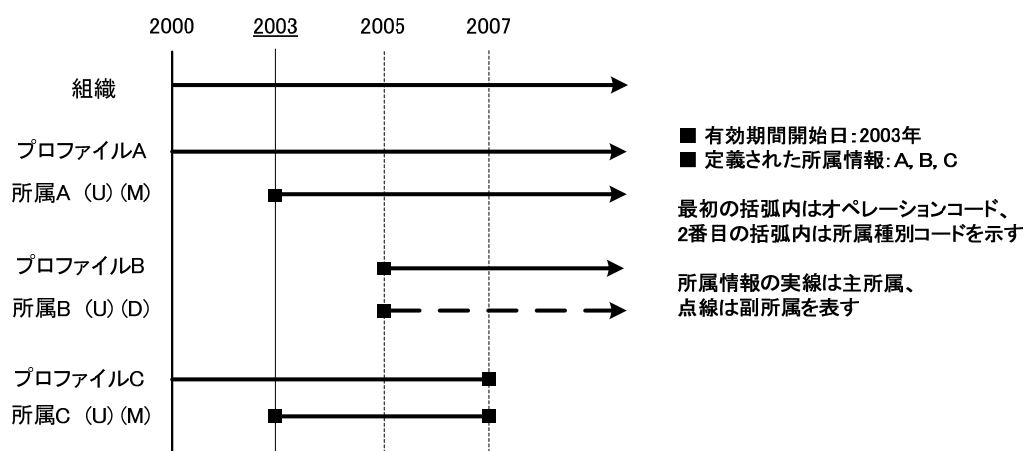 2000 2003 2005 2007
組織
プロファイルA
所属A (U)(M)
プロファイルB
所属B (U)(D)
プロファイルC
所属C (U)(M)
■ 有効期間開始日：2003年
■ 定義された所属情報：A, B, C
最初の括弧内はオペレーションコード、
2番目の括弧内は所属種別コードを示す
所属情報の実線は主所属、
点線は副所属を表す